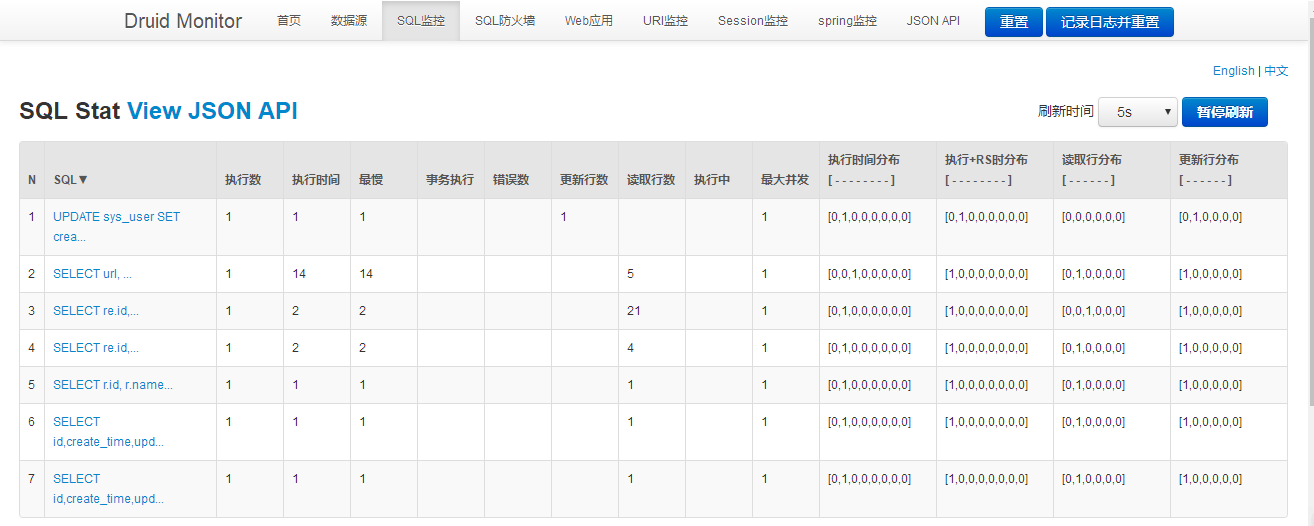 Druid Monitor 首页 数据源 SQL监控 SQL防火墙 Web应用 URI监控 Session监控 spring监控 JSON API 重置 记录日志并重置
English | 中文
SQL Stat View JSON API 刷新时间 5s 暂停刷新
N SQL▼ 执行数 执行时间 最慢 事务执行 错误数 更新行数 读取行数 执行中 最大并发 执行时间分布 执行+RS时分布 读取行分布 更新行分布
[ - - - - - - - - ] [ - - - - - - - - ] [ - - - - - - ] [ - - - - - - ]
1 UPDATE sys_user SET 1 1 1 1 1 [0,1,0,0,0,0,0,0] [0,1,0,0,0,0,0,0] [0,0,0,0,0,0] [0,1,0,0,0,0]
crea...
2 SELECT url, ... 1 14 14 5 1 [0,0,1,0,0,0,0,0] [1,0,0,0,0,0,0,0] [0,1,0,0,0,0] [1,0,0,0,0,0]
3 SELECT re.id,... 1 2 2 21 1 [0,1,0,0,0,0,0,0] [1,0,0,0,0,0,0,0] [0,0,1,0,0,0] [1,0,0,0,0,0]
4 SELECT re.id,... 1 2 2 4 1 [0,1,0,0,0,0,0,0] [1,0,0,0,0,0,0,0] [0,1,0,0,0,0] [1,0,0,0,0,0]
5 SELECT r.id, r.name... 1 1 1 1 1 [0,1,0,0,0,0,0,0] [1,0,0,0,0,0,0,0] [0,1,0,0,0,0] [1,0,0,0,0,0]
6 SELECT 1 1 1 1 1 [0,1,0,0,0,0,0,0] [1,0,0,0,0,0,0,0] [0,1,0,0,0,0] [1,0,0,0,0,0]
id,create_time,upd...
7 SELECT 1 1 1 1 1 [0,1,0,0,0,0,0,0] [1,0,0,0,0,0,0,0] [0,1,0,0,0,0] [1,0,0,0,0,0]
id,create_time,upd...